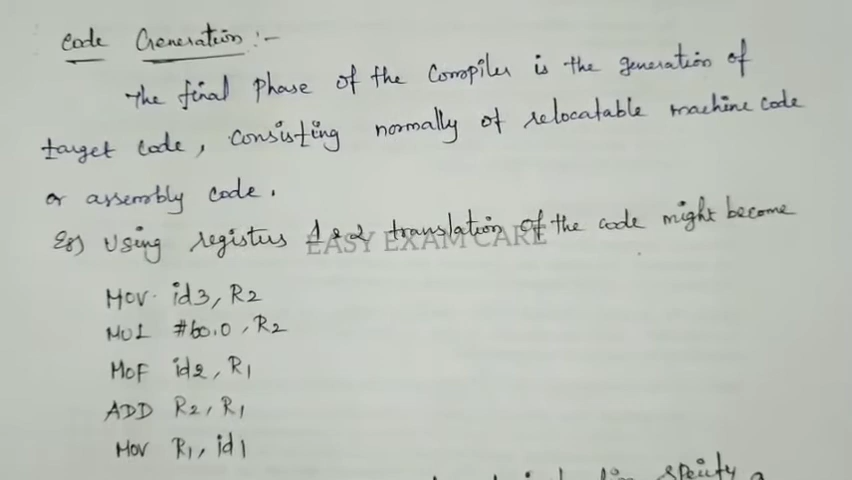 Code Generation :-
The final phase of the Compiler is the generation of
target code, consisting normally of relocatable machine code
or assembly code.
Eg) Using registers 1 & 2 translation of the code might become
EASY EXAM CARE
MOV id3, R2
MUL #60.0, R2
MOF id2, R1
ADD R2, R1
MOV R1, id1
specify a